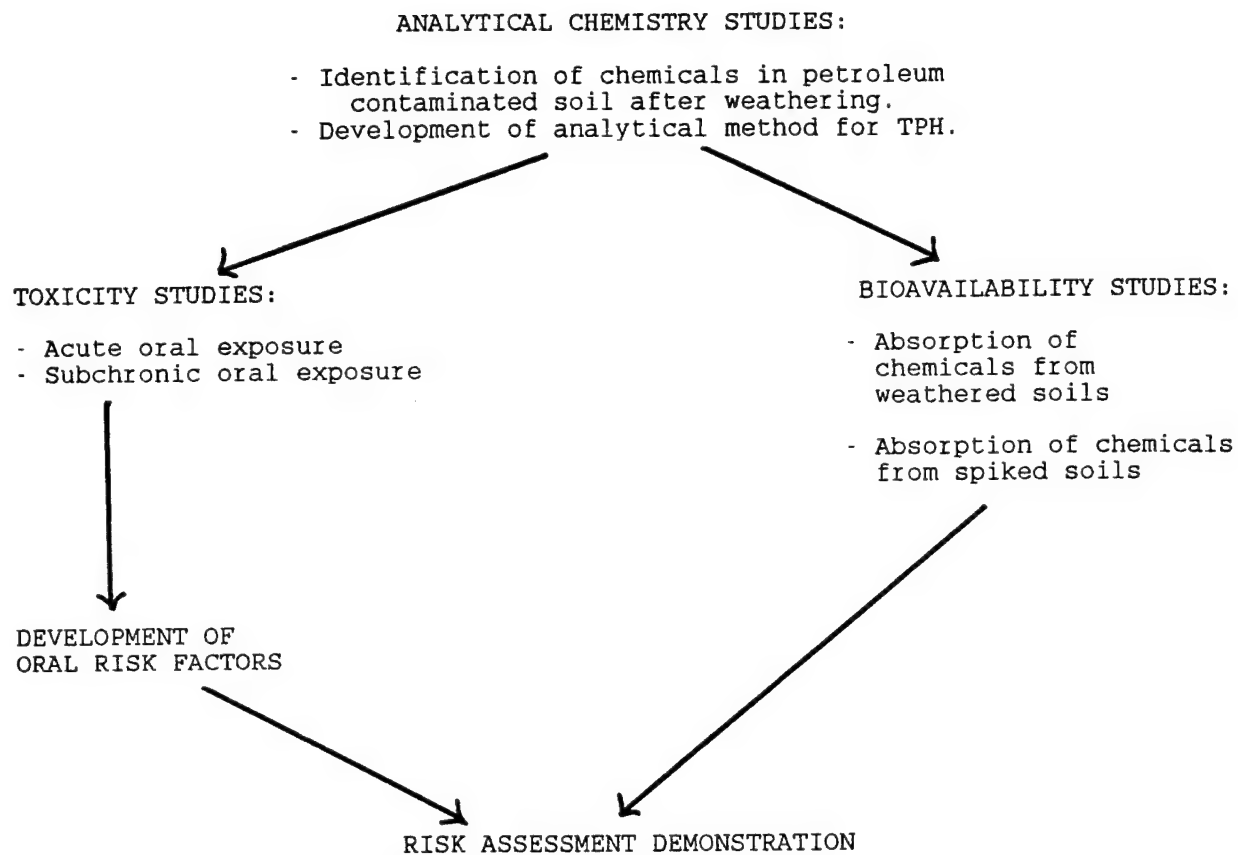 ANALYTICAL CHEMISTRY STUDIES:
- Identification of chemicals in petroleum
contaminated soil after weathering.
- Development of analytical method for TPH.
TOXICITY STUDIES:
- Acute oral exposure
- Subchronic oral exposure
BIOAVAILABILITY STUDIES:
- Absorption of
chemicals from
weathered soils
- Absorption of chemicals
from spiked soils
DEVELOPMENT OF
ORAL RISK FACTORS
RISK ASSESSMENT DEMONSTRATION